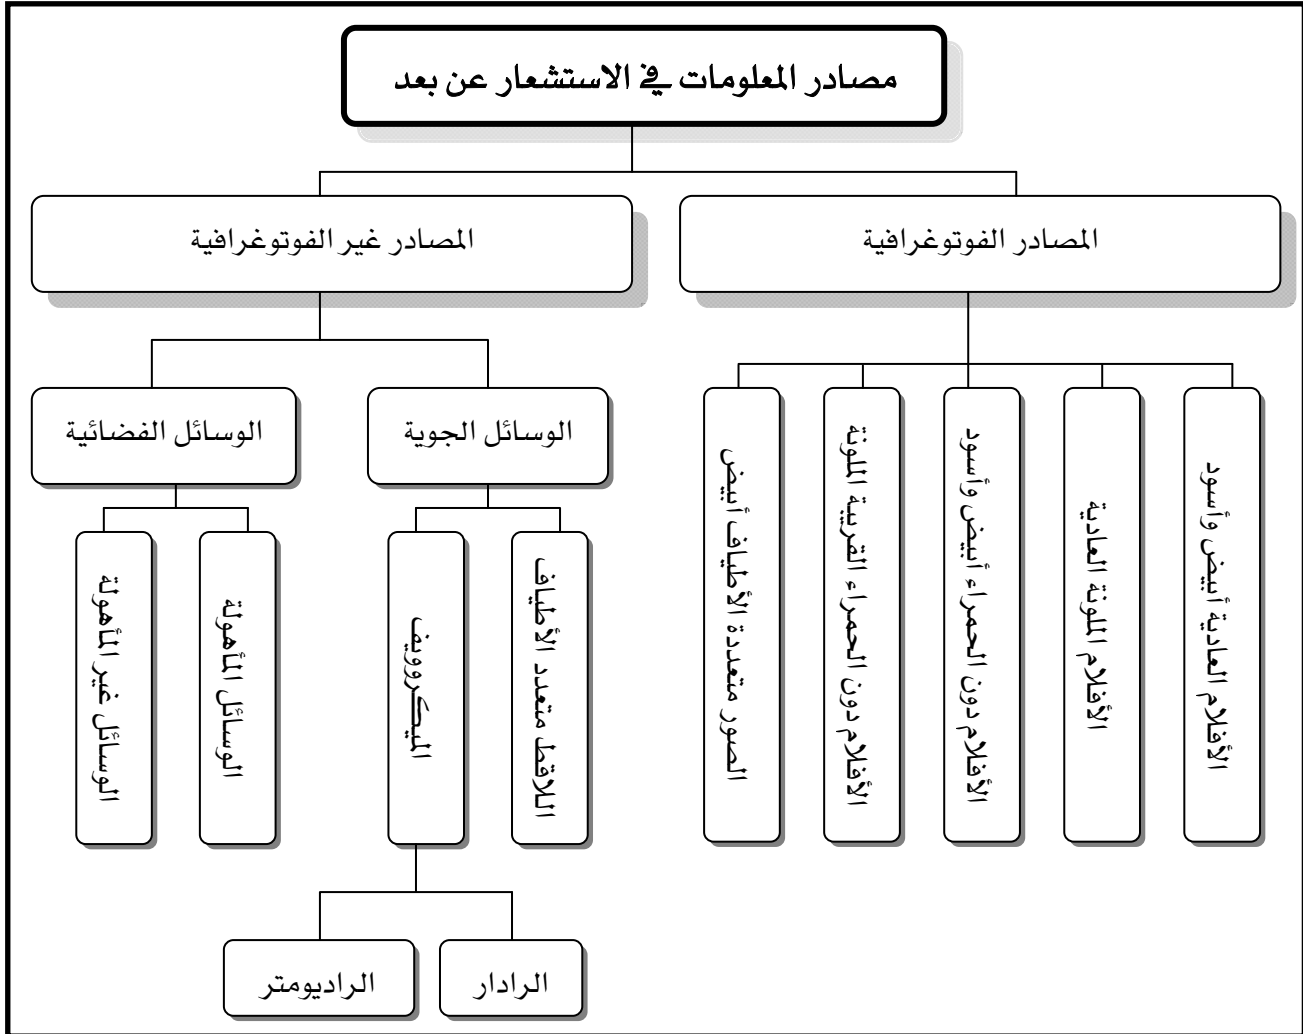 مصادر المعلومات في الاستشعار عن بعد
المصادر الفوتوغرافية
المصادر غير الفوتوغرافية
الأفلام العادية أبيض وأسود
الأفلام الملونة العادية
الأفلام دون الحمراء أبيض وأسود
الأفلام دون الحمراء القريبة الملونة
الصور متعددة الأطياف أبيض
الوسائل الجوية
الوسائل الفضائية
اللاقط متعدد الأطياف
الميكروويف
الوسائل المأهولة
الوسائل غير المأهولة
الرادار
الراديومتر